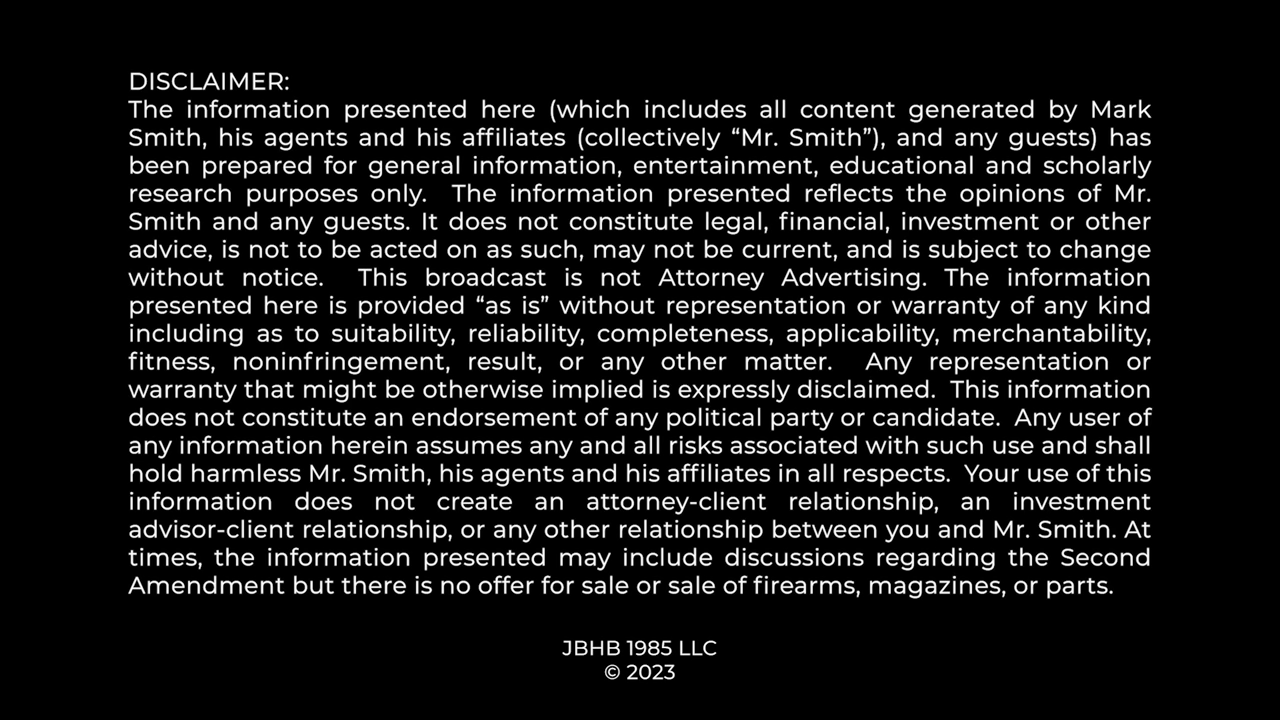 DISCLAIMER:
The information presented here (which includes all content generated by Mark
Smith, his agents and his affiliates (collectively “Mr. Smith”), and any guests) has
been prepared for general information, entertainment, educational and scholarly
research purposes only.  The information presented reflects the opinions of Mr.
Smith and any guests. It does not constitute legal, financial, investment or other
advice, is not to be acted on as such, may not be current, and is subject to change
without notice.  This broadcast is not Attorney Advertising. The information
presented here is provided “as is” without representation or warranty of any kind
including as to suitability, reliability, completeness, applicability, merchantability,
fitness, noninfringement, result, or any other matter.  Any representation or
warranty that might be otherwise implied is expressly disclaimed.  This information
does not constitute an endorsement of any political party or candidate.  Any user of
any information herein assumes any and all risks associated with such use and shall
hold harmless Mr. Smith, his agents and his affiliates in all respects.  Your use of this
information does not create an attorney-client relationship, an investment
advisor-client relationship, or any other relationship between you and Mr. Smith. At
times, the information presented may include discussions regarding the Second
Amendment but there is no offer for sale or sale of firearms, magazines, or parts.
JBHB 1985 LLC
© 2023